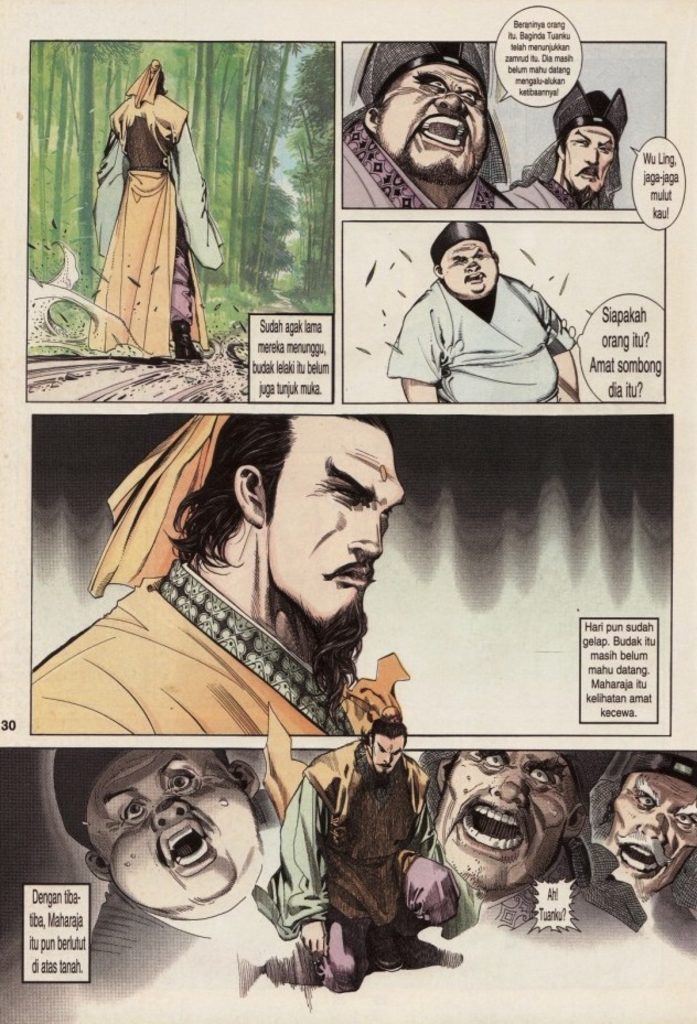 Sudah agak lama
mereka menunggu,
budak lelaki itu belum
juga tunjuk muka.
Beraninya orang
itu. Baginda Tuanku
telah menunjukkan
zamrud itu. Dia masih
belum mahu datang
mengalu-alukan
ketibaannya!
Wu Ling,
jaga-jaga
mulut
kau!
Siapakah
orang itu?
Amat sombong
dia itu?
Hari pun sudah
gelap. Budak itu
masih belum
mahu datang.
Maharaja itu
kelihatan amat
kecewa.
30
Dengan tiba-
tiba, Maharaja
itu pun berlutut
di atas tanah.
Ah!
Tuanku?